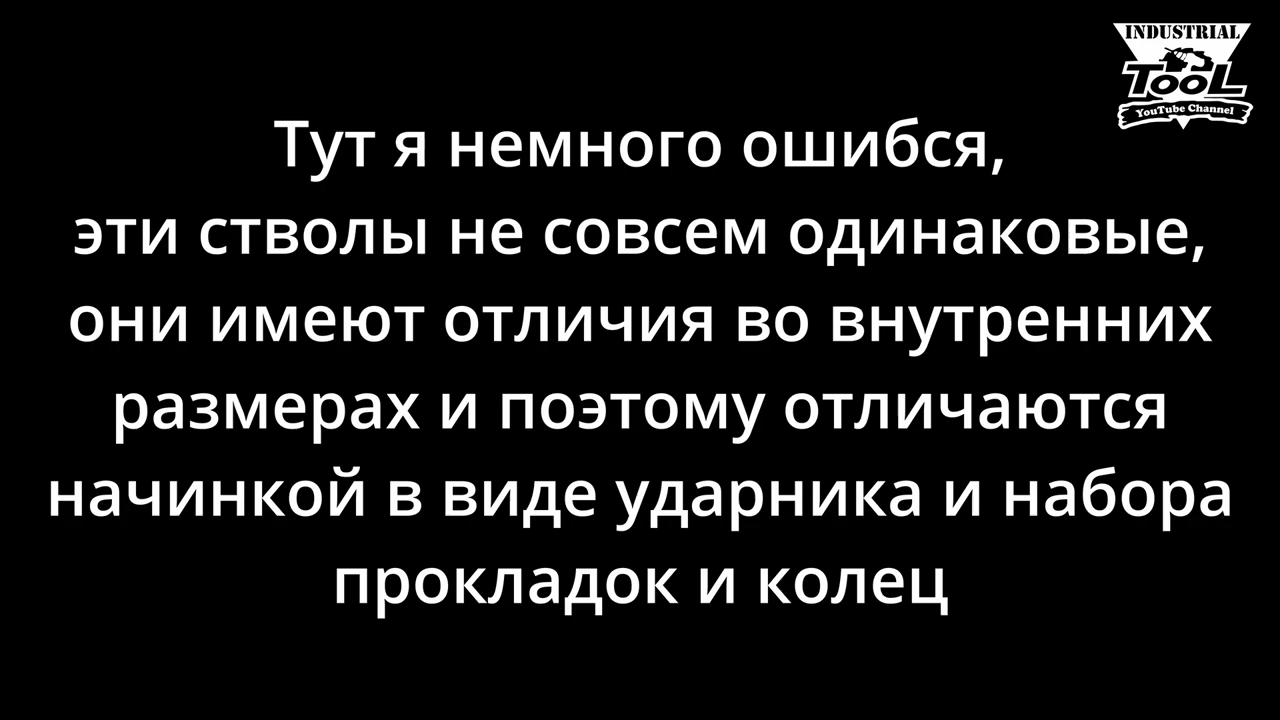 INDUSTRIAL
TOOL
YouTube Channel
Тут я немного ошибся,
эти стволы не совсем одинаковые,
они имеют отличия во внутренних
размерах и поэтому отличаются
начинкой в виде ударника и набора
прокладок и колец